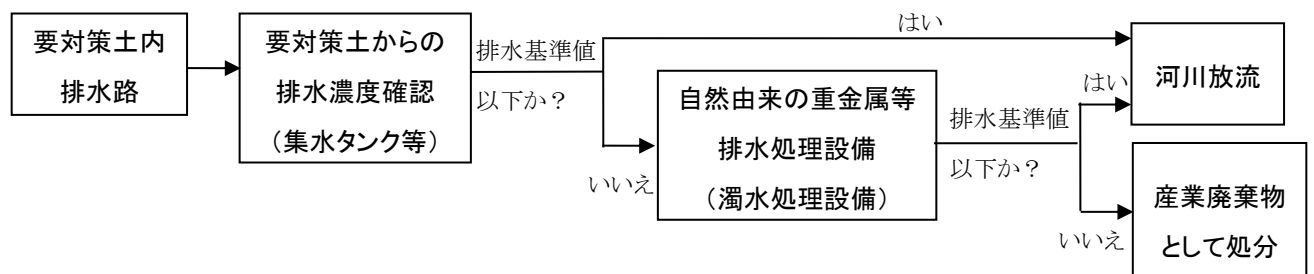 要対策土内
排水路
要対策土からの
排水濃度確認
（集水タンク等）
排水基準値
以下か？
はい
いいえ
自然由来の重金属等
排水処理設備
（濁水処理設備）
排水基準値
以下か？
はい
いいえ
河川放流
産業廃棄物
として処分